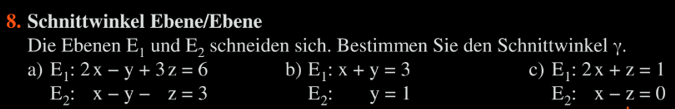 8. Schnittwinkel Ebene/Ebene
Die Ebenen E₁ und E₂ schneiden sich. Bestimmen Sie den Schnittwinkel γ.
a) E₁: 2x − y + 3z = 6 b) E₁: x + y = 3 c) E₁: 2x + z = 1
E₂: x − y − z = 3 E₂: y = 1 E₂: x − z = 0